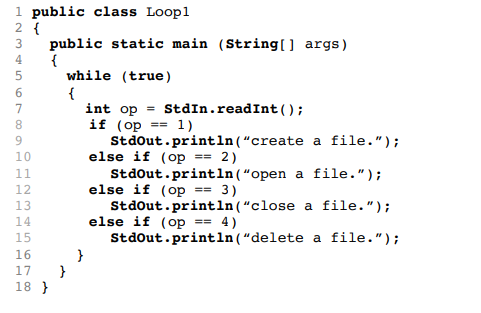 1 public class Loop1
2 {
3 public static main (String[] args)
4 {
5 while (true)
6 {
7 int op = StdIn.readInt();
8 if (op == 1)
9 StdOut.println(“create a file.”);
10 else if (op == 2)
11 StdOut.println(“open a file.”);
12 else if (op == 3)
13 StdOut.println(“close a file.”);
14 else if (op == 4)
15 StdOut.println(“delete a file.”);
16 }
17 }
18 }